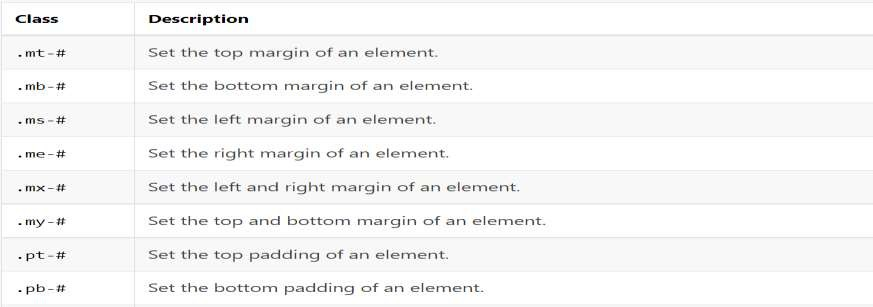 Class Description
.mt-# Set the top margin of an element.
.mb-# Set the bottom margin of an element.
.ms-# Set the left margin of an element.
.me-# Set the right margin of an element.
.mx-# Set the left and right margin of an element.
.my-# Set the top and bottom margin of an element.
.pt-# Set the top padding of an element.
.pb-# Set the bottom padding of an element.